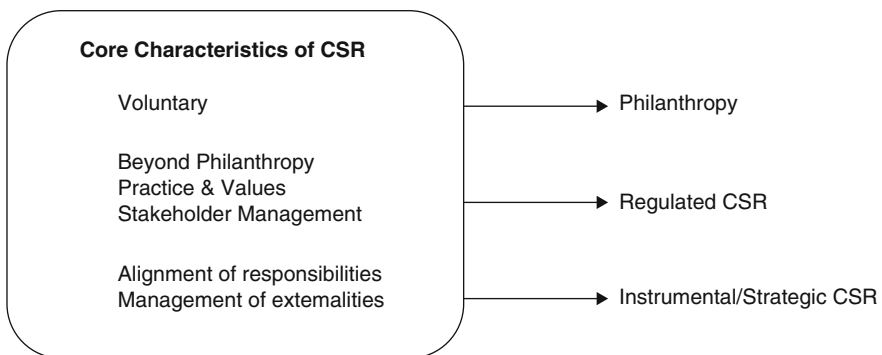 Core Characteristics of CSR
Voluntary
Philanthropy
Beyond Philanthropy
Practice & Values
Stakeholder Management
Regulated CSR
Alignment of responsibilities
Management of extemalities
Instrumental/Strategic CSR